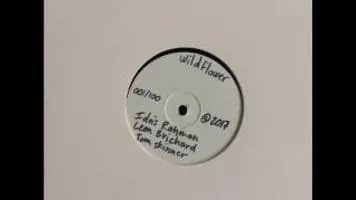 Wildflower
001/100
©2017
Idris Rahman
Leon Brichard
Tom Skinner